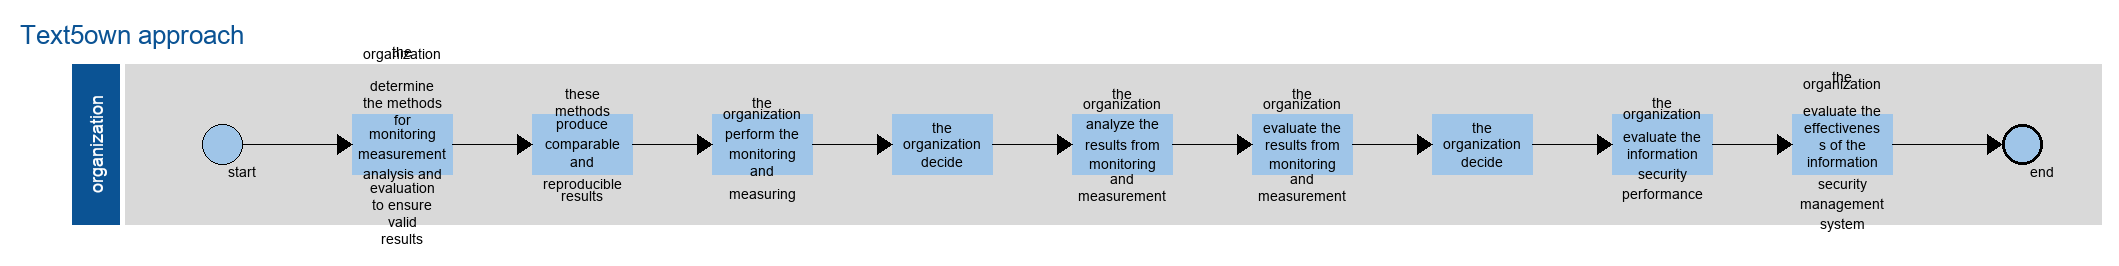 Text5own approach
organization
start
the
organization
determine
the methods
for
monitoring
measurement
analysis and
evaluation
to ensure
valid
results
these
methods
produce
comparable
and
reproducible
results
the
organization
perform the
monitoring
and
measuring
the
organization
decide
the
organization
analyze the
results from
monitoring
and
measurement
the
organization
evaluate the
results from
monitoring
and
measurement
the
organization
decide
the
organization
evaluate the
information
security
performance
the
organization
evaluate the
effectivenes
s of the
information
security
management
system
end